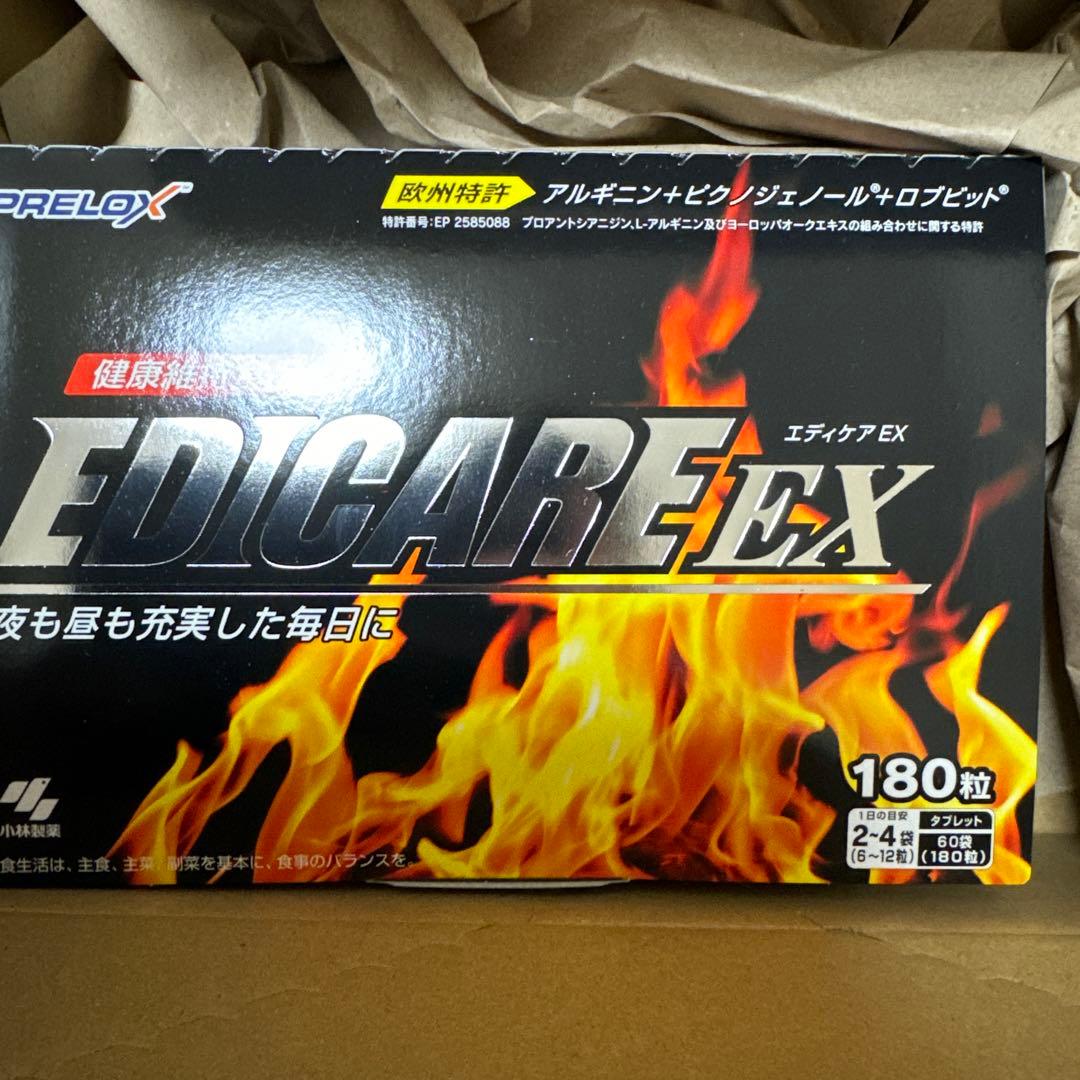 PRELOX™
欧州特許 アルギニン+ピクノジェノール®+ロブビット®
特許番号:EP 2585088 プロアントシアニジン、L-アルギニン及びヨーロッパオークエキスの組み合わせに関する特許
健康維持
EDICARE EX
エディケア EX
夜も昼も充実した毎日に
180粒
1日の目安
2~4袋
(6~12粒)
タブレット
60袋
(180粒)
小林製薬
食生活は、主食、主菜、副菜を基本に、食事のバランスを。